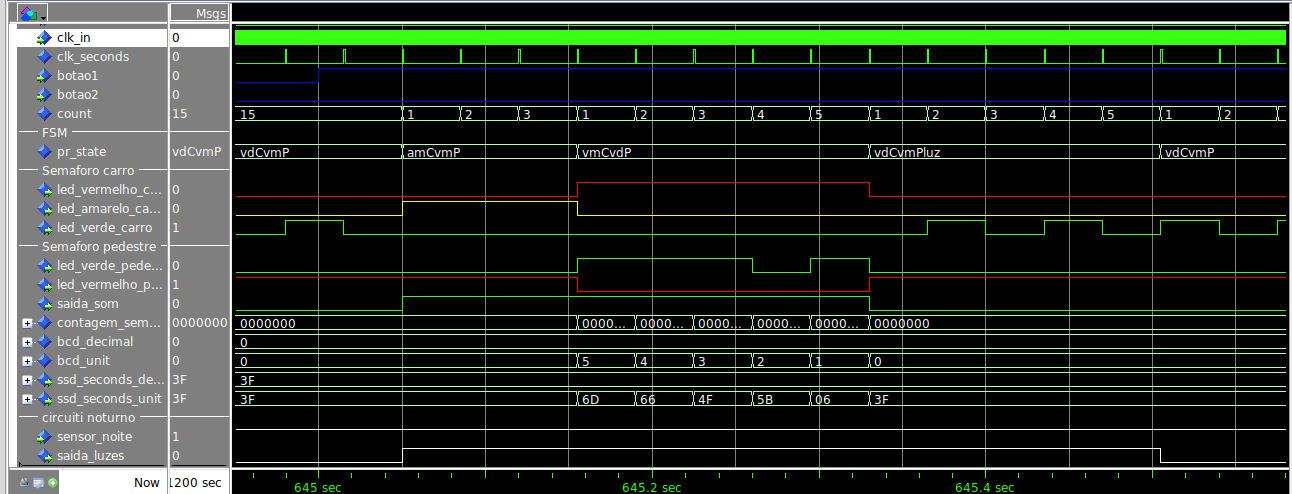 Msgs
clk_in 0
clk_seconds 0
botao1 0
botao2 0
count 15 15 1 2 3 1 2 3 4 5 1 2 3 4 5 1 2
FSM
pr_state vdCvmP vdCvmP amCvmP vmCvdP vdCvmPluz vdCvmP
Semaforo carro
led_vermelho_c... 0
led_amarelo_ca... 0
led_verde_carro 1
Semaforo pedestre
led_verde_pede... 0
led_vermelho_p... 1
saida_som 0
contagem_sem... 0000000 0000000 0000... 0000... 0000... 0000... 0000... 0000000
bcd_decimal 0 0
bcd_unit 0 0 5 4 3 2 1 0
ssd_seconds_de... 3F 3F
ssd_seconds_unit 3F 3F 6D 66 4F 5B 06 3F
circuiti noturno
sensor_noite 1
saida_luzes 0
Now 1200 sec 645 sec 645.2 sec 645.4 sec